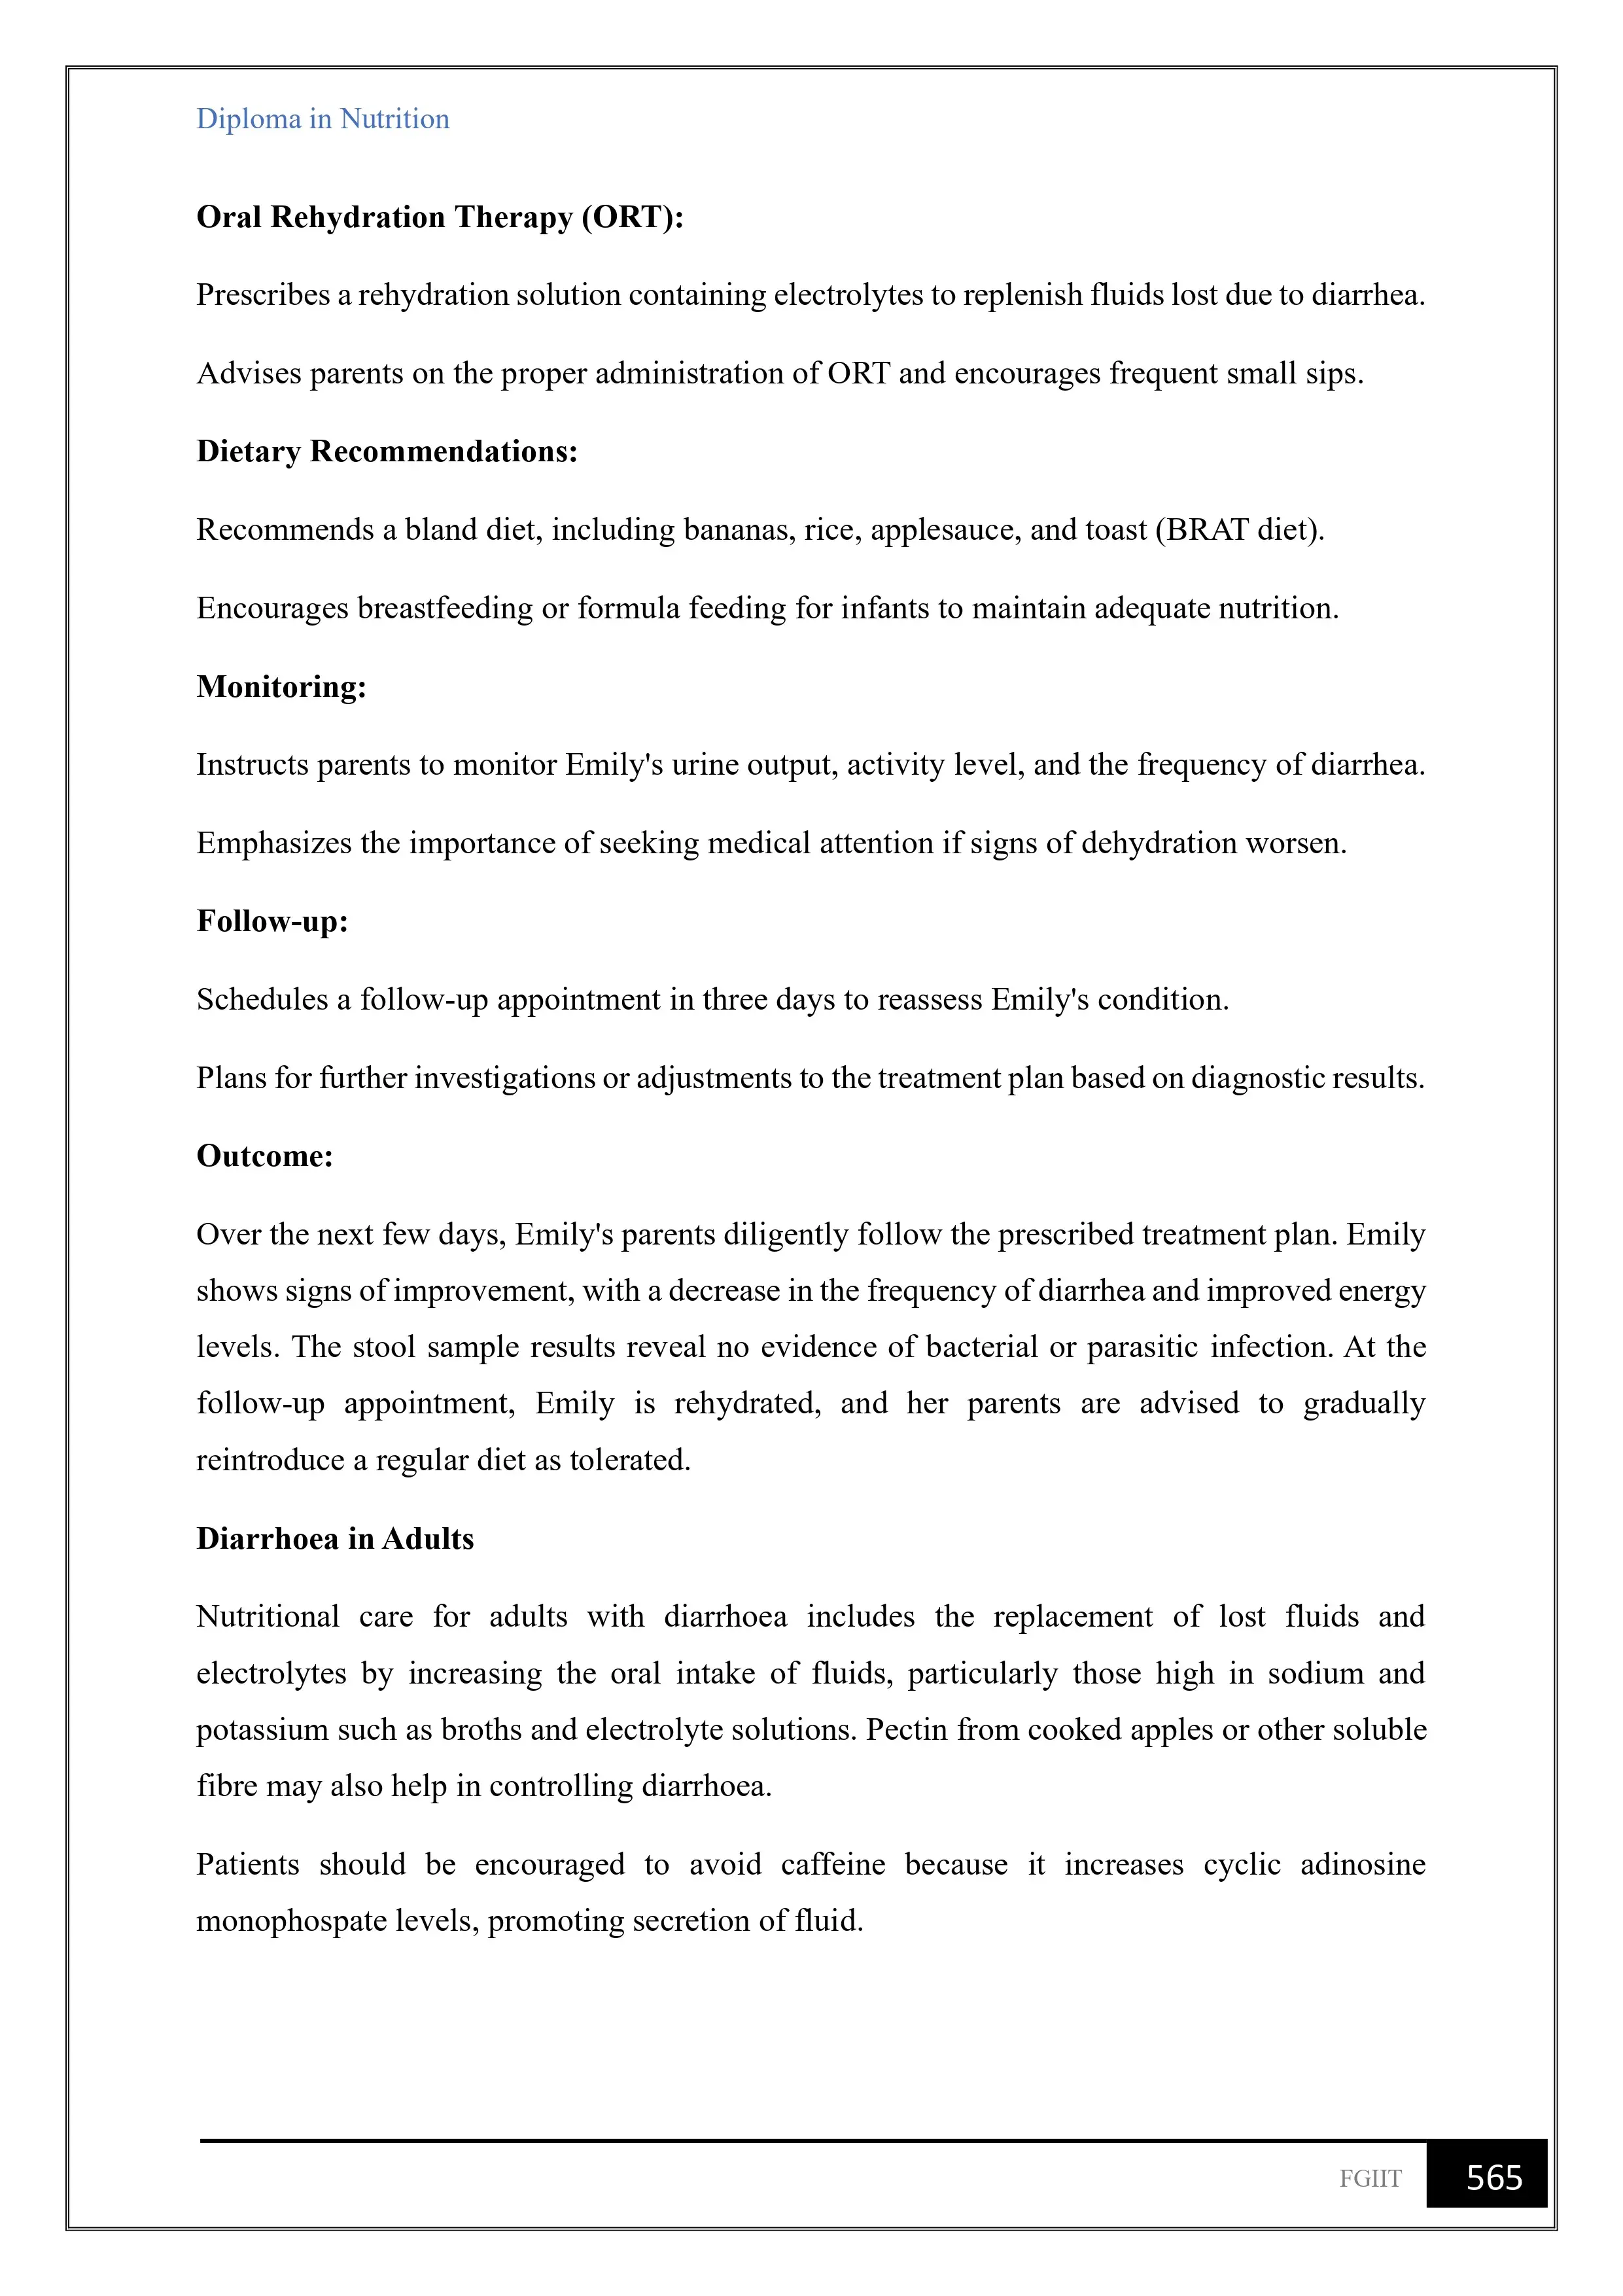 Diploma in Nutrition
Oral Rehydration Therapy (ORT):
Prescribes a rehydration solution containing electrolytes to replenish fluids lost due to diarrhea.
Advises parents on the proper administration of ORT and encourages frequent small sips.
Dietary Recommendations:
Recommends a bland diet, including bananas, rice, applesauce, and toast (BRAT diet).
Encourages breastfeeding or formula feeding for infants to maintain adequate nutrition.
Monitoring:
Instructs parents to monitor Emily's urine output, activity level, and the frequency of diarrhea.
Emphasizes the importance of seeking medical attention if signs of dehydration worsen.
Follow-up:
Schedules a follow-up appointment in three days to reassess Emily's condition.
Plans for further investigations or adjustments to the treatment plan based on diagnostic results.
Outcome:
Over the next few days, Emily's parents diligently follow the prescribed treatment plan. Emily
shows signs of improvement, with a decrease in the frequency of diarrhea and improved energy
levels. The stool sample results reveal no evidence of bacterial or parasitic infection. At the
follow-up appointment, Emily is rehydrated, and her parents are advised to gradually
reintroduce a regular diet as tolerated.
Diarrhoea in Adults
Nutritional care for adults with diarrhoea includes the replacement of lost fluids and
electrolytes by increasing the oral intake of fluids, particularly those high in sodium and
potassium such as broths and electrolyte solutions. Pectin from cooked apples or other soluble
fibre may also help in controlling diarrhoea.
Patients should be encouraged to avoid caffeine because it increases cyclic adinosine
monophospate levels, promoting secretion of fluid.
FGIIT 565